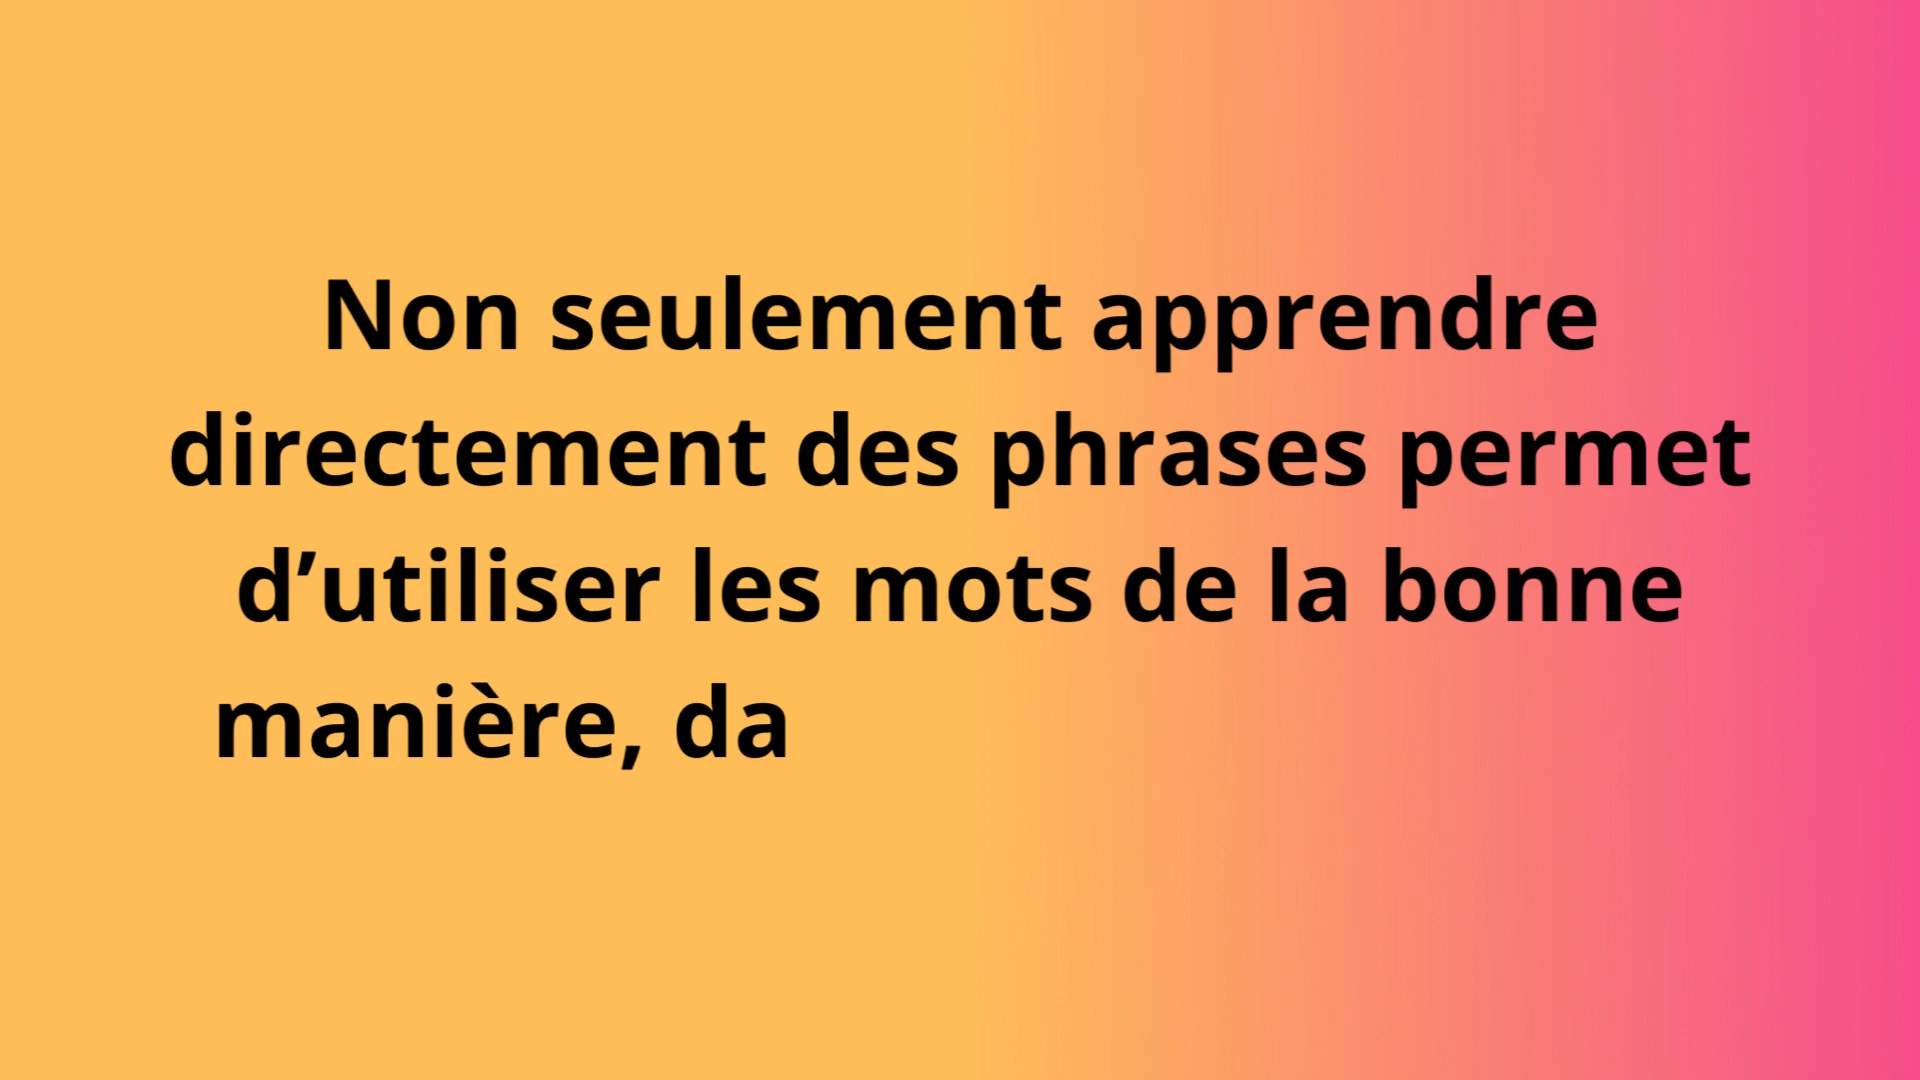 Non seulement apprendre
directement des phrases permet
d’utiliser les mots de la bonne
manière, da